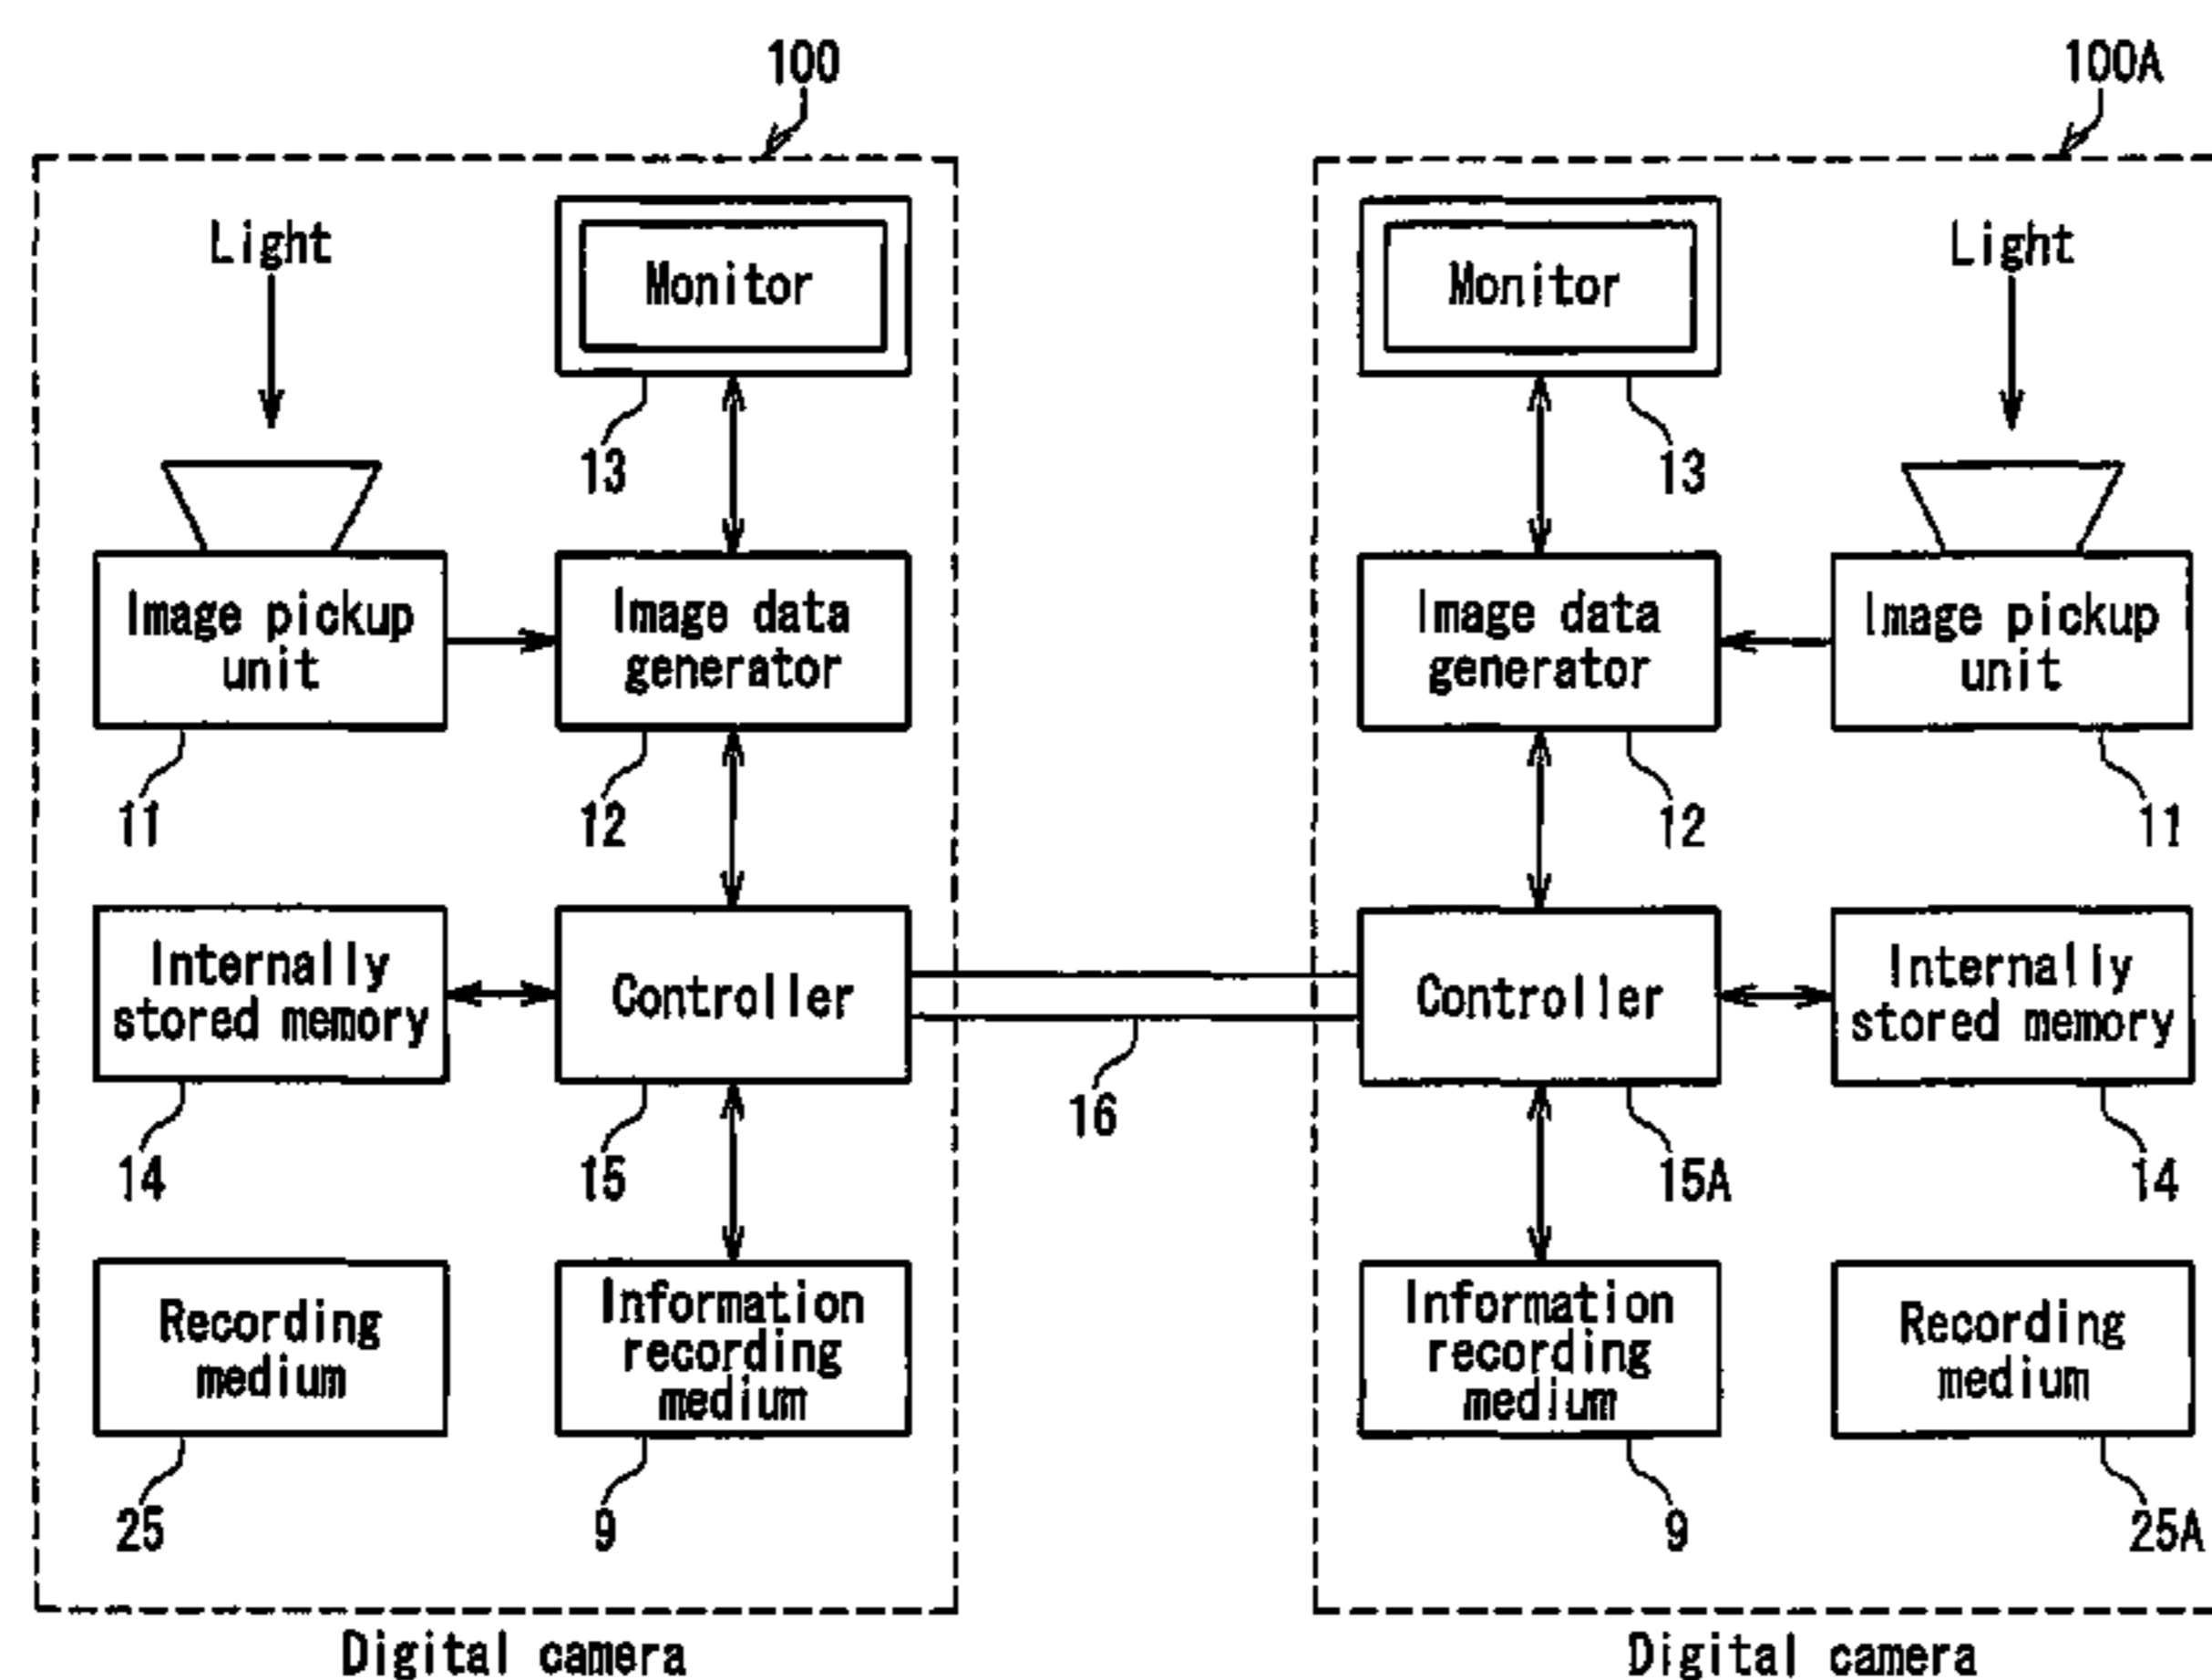 100
Light
Monitor
13
Image pickup
unit
Image data
generator
11
12
Internally
stored memory
Controller
14
15
Recording
medium
Information
recording
medium
25
9
Digital camera
16
100A
Monitor
Light
13
Image data
generator
Image pickup
unit
12
11
Controller
Internally
stored memory
15A
14
Information
recording
medium
Recording
medium
9
25A
Digital camera